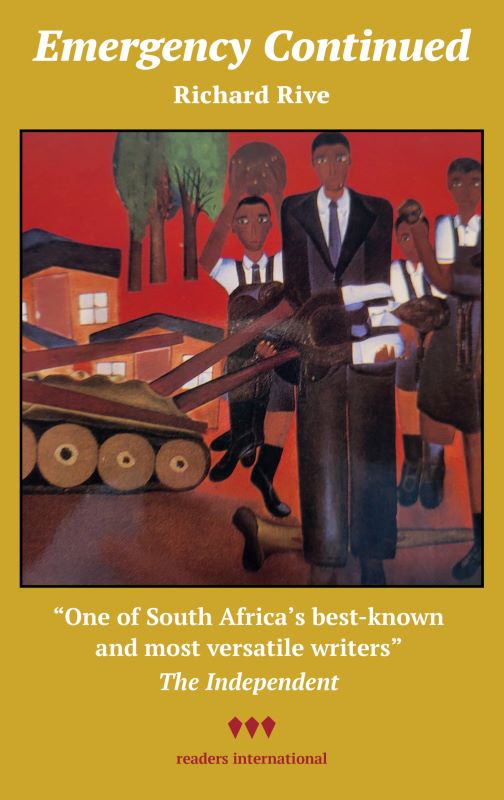 Emergency Continued
Richard Rive
“One of South Africa’s best-known
and most versatile writers”
The Independent
readers international